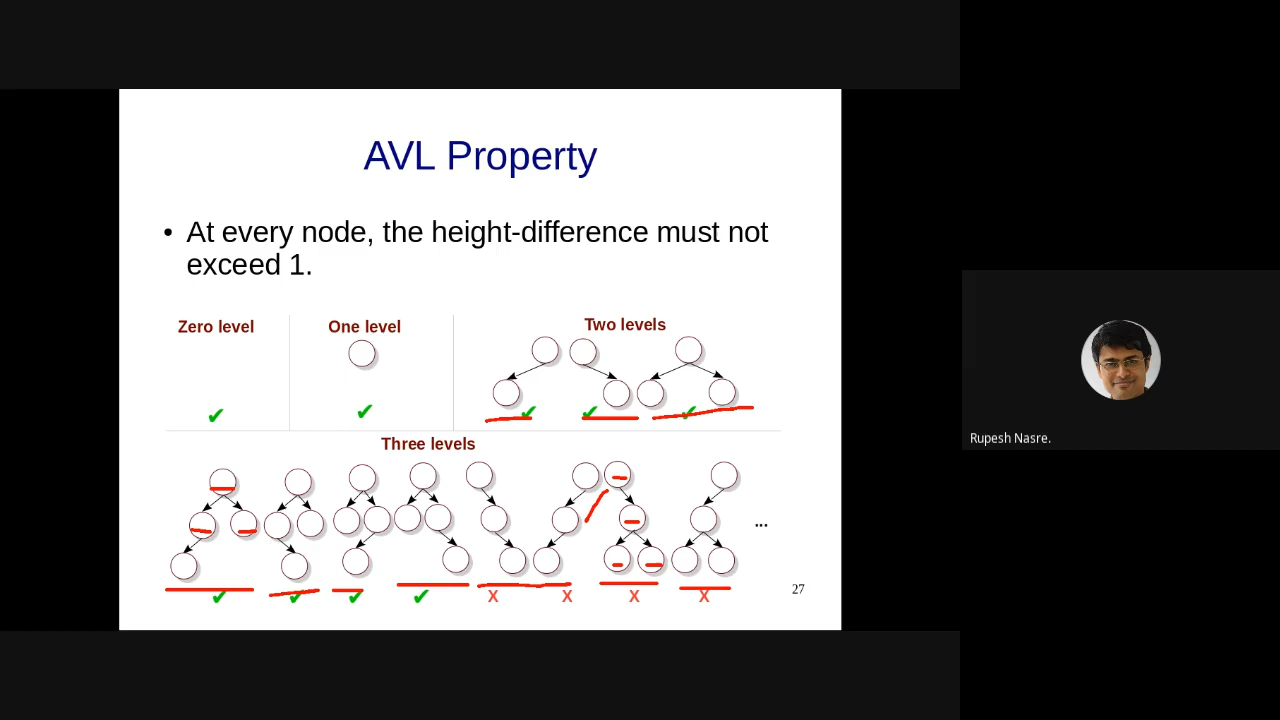 AVL Property
• At every node, the height-difference must not
exceed 1.
Zero level
One level
Two levels
✔
✔
✔ ✔ ✔
Three levels
...
✔ ✔ ✔ ✔ X X X X
27
Rupesh Nasre.